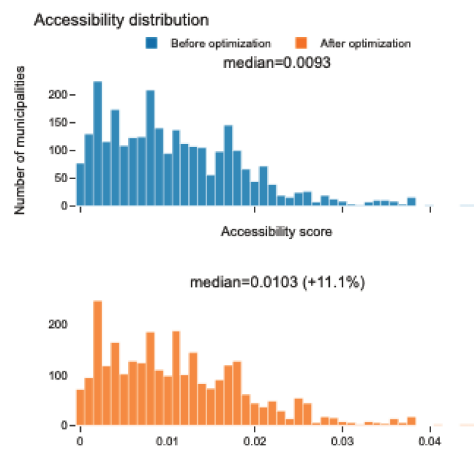 Accessibility distribution
Before optimization After optimization
median=0.0093
Number of municipalities
200
150
100
50
0
Accessibility score
median=0.0103 (+11.1%)
200
100
0
0 0.01 0.02 0.03 0.04